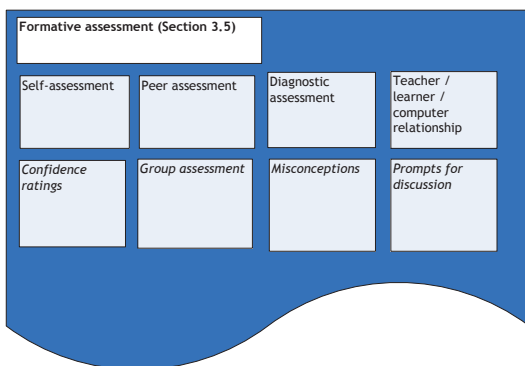 Formative assessment (Section 3.5)
Self-assessment
Peer assessment
Diagnostic
assessment
Teacher /
learner /
computer
relationship
Confidence
ratings
Group assessment
Misconceptions
Prompts for
discussion